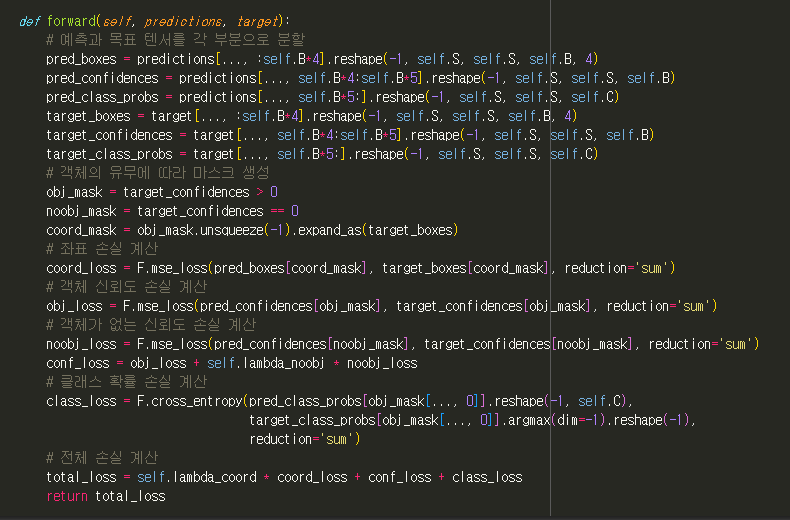 def forward(self, predictions, target):
    # 예측과 목표 텐서를 각 부분으로 분할
    pred_boxes = predictions[..., :self.B*4].reshape(-1, self.S, self.S, self.B, 4)
    pred_confidences = predictions[..., self.B*4:self.B*5].reshape(-1, self.S, self.S, self.B)
    pred_class_probs = predictions[..., self.B*5:].reshape(-1, self.S, self.S, self.C)
    target_boxes = target[..., :self.B*4].reshape(-1, self.S, self.S, self.B, 4)
    target_confidences = target[..., self.B*4:self.B*5].reshape(-1, self.S, self.S, self.B)
    target_class_probs = target[..., self.B*5:].reshape(-1, self.S, self.S, self.C)
    # 객체의 유무에 따라 마스크 생성
    obj_mask = target_confidences > 0
    noobj_mask = target_confidences == 0
    coord_mask = obj_mask.unsqueeze(-1).expand_as(target_boxes)
    # 좌표 손실 계산
    coord_loss = F.mse_loss(pred_boxes[coord_mask], target_boxes[coord_mask], reduction='sum')
    # 객체 신뢰도 손실 계산
    obj_loss = F.mse_loss(pred_confidences[obj_mask], target_confidences[obj_mask], reduction='sum')
    # 객체가 없는 신뢰도 손실 계산
    noobj_loss = F.mse_loss(pred_confidences[noobj_mask], target_confidences[noobj_mask], reduction='sum')
    conf_loss = obj_loss + self.lambda_noobj * noobj_loss
    # 클래스 확률 손실 계산
    class_loss = F.cross_entropy(pred_class_probs[obj_mask[..., 0]].reshape(-1, self.C),
                                 target_class_probs[obj_mask[..., 0]].argmax(dim=-1).reshape(-1),
                                 reduction='sum')
    # 전체 손실 계산
    total_loss = self.lambda_coord * coord_loss + conf_loss + class_loss
    return total_loss